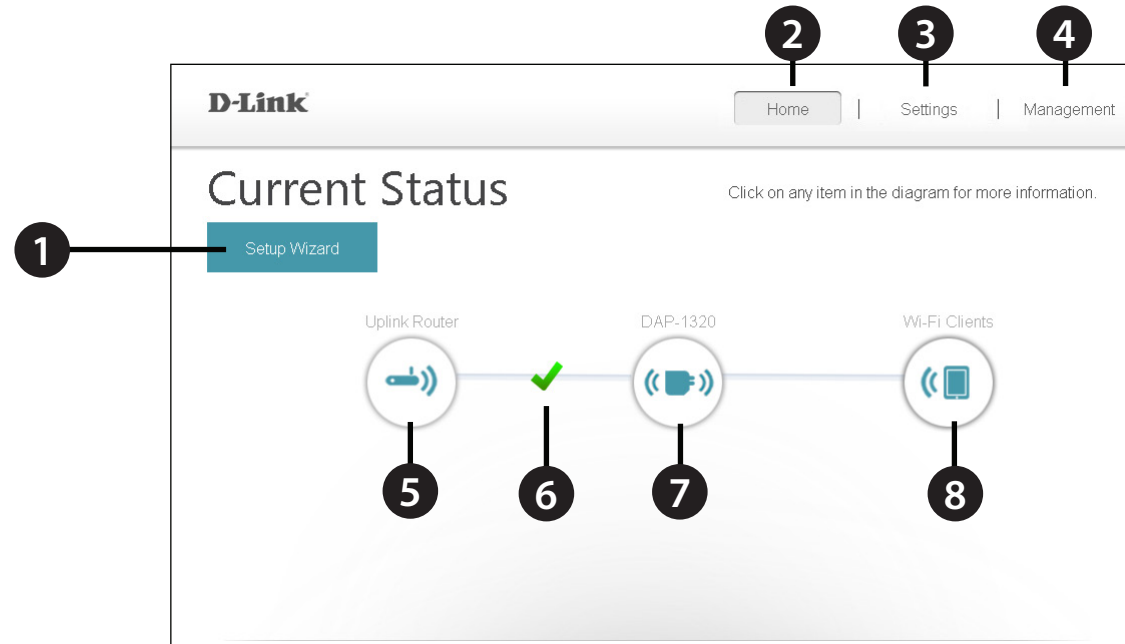 2 3 4
D-Link
Home | Settings | Management
Current Status
Click on any item in the diagram for more information.
1
Setup Wizard
Uplink Router
DAP-1320
Wi-Fi Clients
5 6 7 8